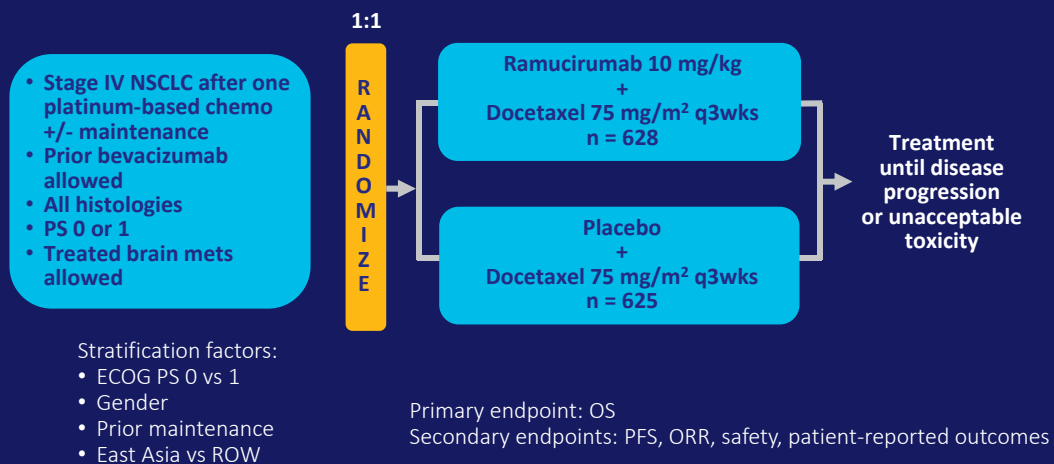 1:1
• Stage IV NSCLC after one
platinum-based chemo
+/- maintenance
• Prior bevacizumab
allowed
• All histologies
• PS 0 or 1
• Treated brain mets
allowed
RANDOMIZE
Ramucirumab 10 mg/kg
+
Docetaxel 75 mg/m² q3wks
n = 628
Placebo
+
Docetaxel 75 mg/m² q3wks
n = 625
Treatment
until disease
progression
or unacceptable
toxicity
Stratification factors:
• ECOG PS 0 vs 1
• Gender
• Prior maintenance
• East Asia vs ROW
Primary endpoint: OS
Secondary endpoints: PFS, ORR, safety, patient-reported outcomes